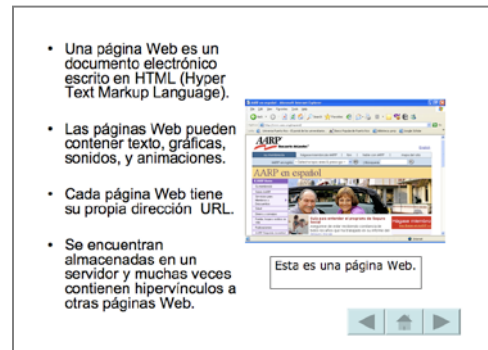 • Una página Web es un
documento electrónico
escrito en HTML (Hyper
Text Markup Language).
• Las páginas Web pueden
contener texto, gráficas,
sonidos, y animaciones.
• Cada página Web tiene
su propia dirección URL.
• Se encuentran
almacenadas en un
servidor y muchas veces
contienen hipervínculos a
otras páginas Web.
AARP
AARP en español
Esta es una página Web.